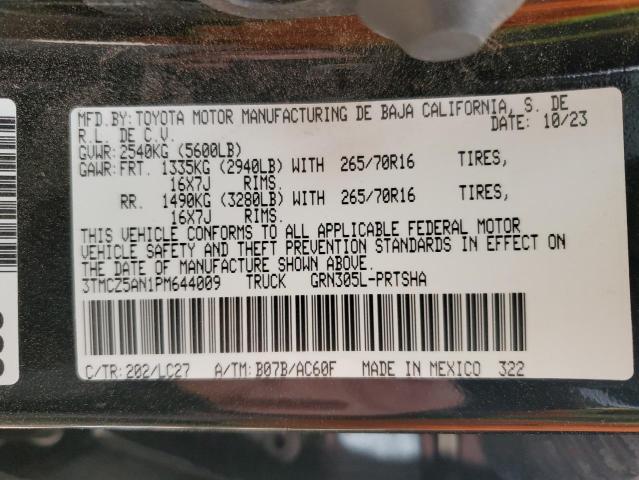 MFD.BY: TOYOTA MOTOR MANUFACTURING DE BAJA CALIFORNIA, S. DE
R.L. DE C.V. DATE: 10/23
GVWR: 2540KG (5600LB)
GAWR: FRT. 1335KG (2940LB) WITH 265/70R16 TIRES,
16X7J RIMS.
RR. 1490KG (3280LB) WITH 265/70R16 TIRES,
16X7J RIMS.
THIS VEHICLE CONFORMS TO ALL APPLICABLE FEDERAL MOTOR
VEHICLE SAFETY AND THEFT PREVENTION STANDARDS IN EFFECT ON
THE DATE OF MANUFACTURE SHOWN ABOVE.
3TMCZ5AN1PM644009 TRUCK GRN305L-PRTSHA
C/TR: 202/LC27 A/TM: B07B/AC60F MADE IN MEXICO 322